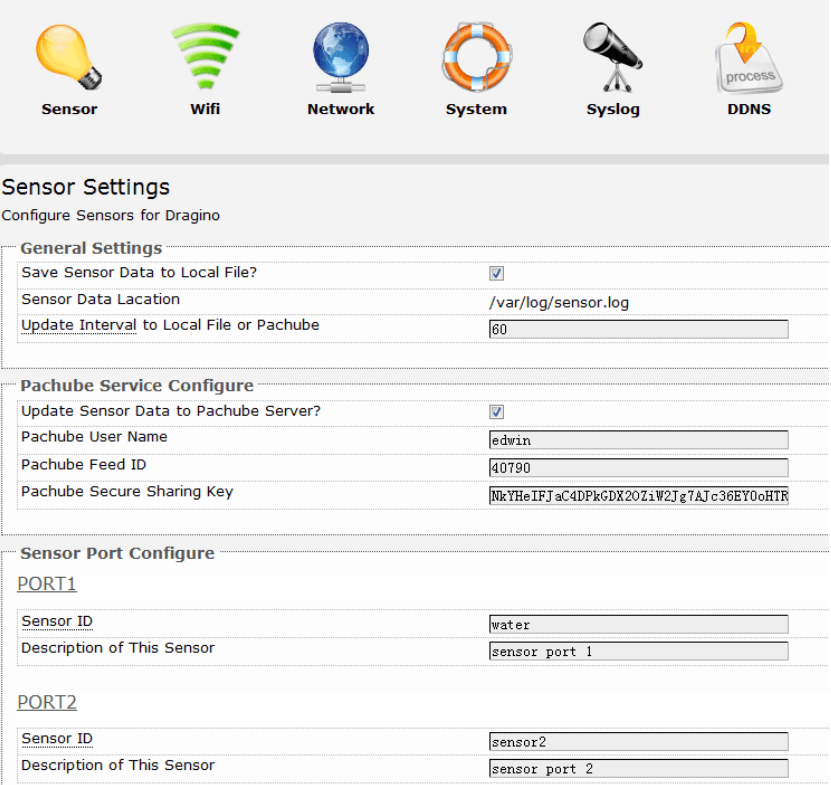 in
process
Sensor Wifi Network System Syslog DDNS
Sensor Settings
Configure Sensors for Dragino
General Settings
Save Sensor Data to Local File?
Sensor Data Lacation /var/log/sensor.log
Update Interval to Local File or Pachube 60
Pachube Service Configure
Update Sensor Data to Pachube Server?
Pachube User Name edwin
Pachube Feed ID 40790
Pachube Secure Sharing Key NkYHeIFJaC4DPkGDX2OZiW2Jg7AJc36EY0oHTR
Sensor Port Configure
PORT1
Sensor ID water
Description of This Sensor sensor port 1
PORT2
Sensor ID sensor2
Description of This Sensor sensor port 2